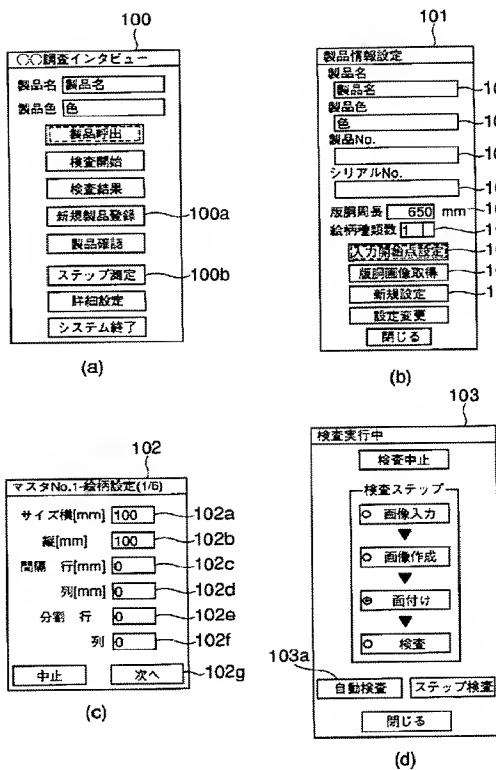 100
○○調査インタビュー
製品名 製品名
製品色 色
製品呼出
検査開始
検査結果
新規製品登録 100a
製品確認
ステップ測定 100b
詳細設定
システム終了
(a)
101
製品情報設定
製品名
製品名
製品色
色
製品No.
シリアルNo.
版胴周長 650 mm
絵柄種類数 1
入力開始点設定
版胴画像取得
新規設定
設定変更
閉じる
(b)
102
マスタNo.1-絵柄設定(1/6)
サイズ横[mm] 100 102a
縦[mm] 100 102b
間隔 行[mm] 0 102c
列[mm] 0 102d
分割 行 0 102e
列 0 102f
中止 次へ 102g
(c)
103
検査実行中
検査中止
検査ステップ
画像入力
画像作成
面付け
検査
103a
自動検査 ステップ検査
閉じる
(d)